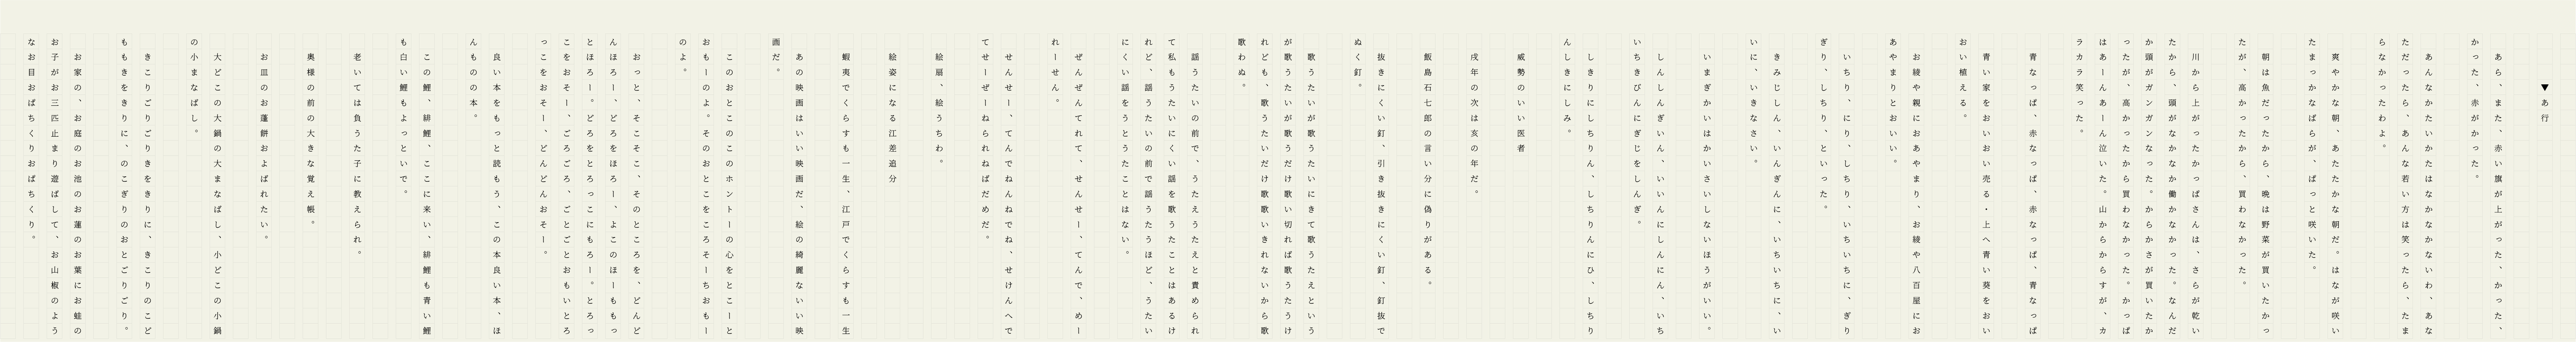 ▼あ行
あら、また、赤い旗が上がった、かった、
かった、赤がかった。
あんなかたいかたはなかなかないわ、あな
ただったら、あんな若い方は笑ったら、たま
らなかったわよ。
爽やかな朝、あたたかな朝だ。はなが咲い
たまっかなばらが、ぱっと咲いた。
朝は魚だったから、晩は野菜が買いたかっ
たが、高かったから、買わなかった。
川から上がったかっぱさんは、さらが乾い
たから、頭がなかなか働かなかった。なんだ
か頭がガンガンなった。からかさが買いたか
ったが、高かったから買わなかった。かっぱ
はあーんあーん泣いた。山からからすが、カ
ラカラ笑った。
青なっぱ、赤なっぱ、赤なっぱ、青なっぱ
青い家をおいおい売る・上へ青い葵をおい
おい植える。
お綾や親におあやまり、お綾や八百屋にお
あやまりとおいい。
いちり、にり、しちり、いちいちに、ぎり
ぎり、しちり、といった。
きみじしん、いんぎんに、いちいちに、い
いに、いきなさい。
いまぎかいはかいさいしないほうがいい。
しんしんぎいん、いいんにしんにん、いち
いちきびんにぎじをしんぎ。
しきりにしちりん、しちりんにひ、しちり
んしきにしみ。
威勢のいい医者
戌年の次は亥の年だ。
飯島石七郎の言い分に偽りがある。
抜きにくい釘、引き抜きにくい釘、釘抜で
ぬく釘。
歌うたいが歌うたいにきて歌うたえという
が歌うたいが歌うだけ歌い切れれば歌うたうけ
れども、歌うたいだけ歌歌いきれないから歌
歌わぬ。
謡うたいの前で、うたえうたえと責められ
て私もうたいにくい謡を歌うたことはあるけ
れど、謡うたいの前で謡うたうほど、うたい
にくい謡をうとうたことはない。
ぜんぜんてれて、せんせー、てんで、めー
れーせん。
せんせー、てんでねんねでね、せけんへで
てせーぜーねられねばだめだ。
絵扇、絵うちわ。
絵姿になる江差追分
蝦夷でくらすも一生、江戸でくらすも一生
あの映画はいい映画だ、絵の綺麗ないい映
画だ。
このおとこのこのホントーの心をとこーと
おもーのよ。そのおとこをころそーちおもー
のよ。
おっと、そこそこ、そのところを、どんど
んほろー、どろをほろー、よこのほーももっ
とほろー。どろをとろっこにもろー。とろっ
こをおそー、ごろごろ、ごとごとおもいとろ
っこをおそー、どんどんおそー。
良い本をもっと読もう、この本良い本、ほ
んものの本。
この鯉、緋鯉、ここに来い、緋鯉も青い鯉
も白い鯉もよっといで。
老いては負うた子に教えられ。
奥様の前の大きな覚え帳。
お皿のお蓬餅およばれたい。
大どこの大鍋の大まなばし、小どこの小鍋
の小まなばし。
きこりごりごりきをきりに、きこりのこど
ももきをきりに、のこぎりのおとごりごり。
お家の、お庭のお池のお蓮のお葉にお蛙の
お子がお三匹止まり遊ばして、お山椒のよう
なお目おぱちくりおぱちくり。